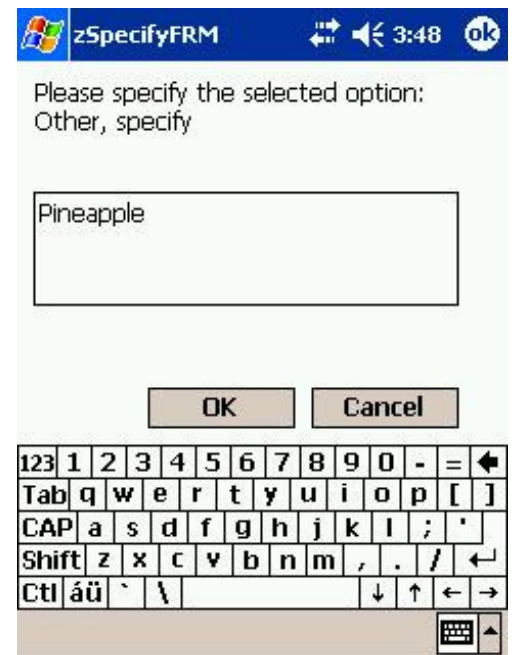 zSpecifyFRM 3:48 ok
Please specify the selected option:
Other, specify
Pineapple
OK Cancel
123 1 2 3 4 5 6 7 8 9 0 - =
Tab q w e r t y u i o p [ ]
CAP a s d f g h j k l ; '
Shift z x c v b n m , . /
Ctl áü ` \